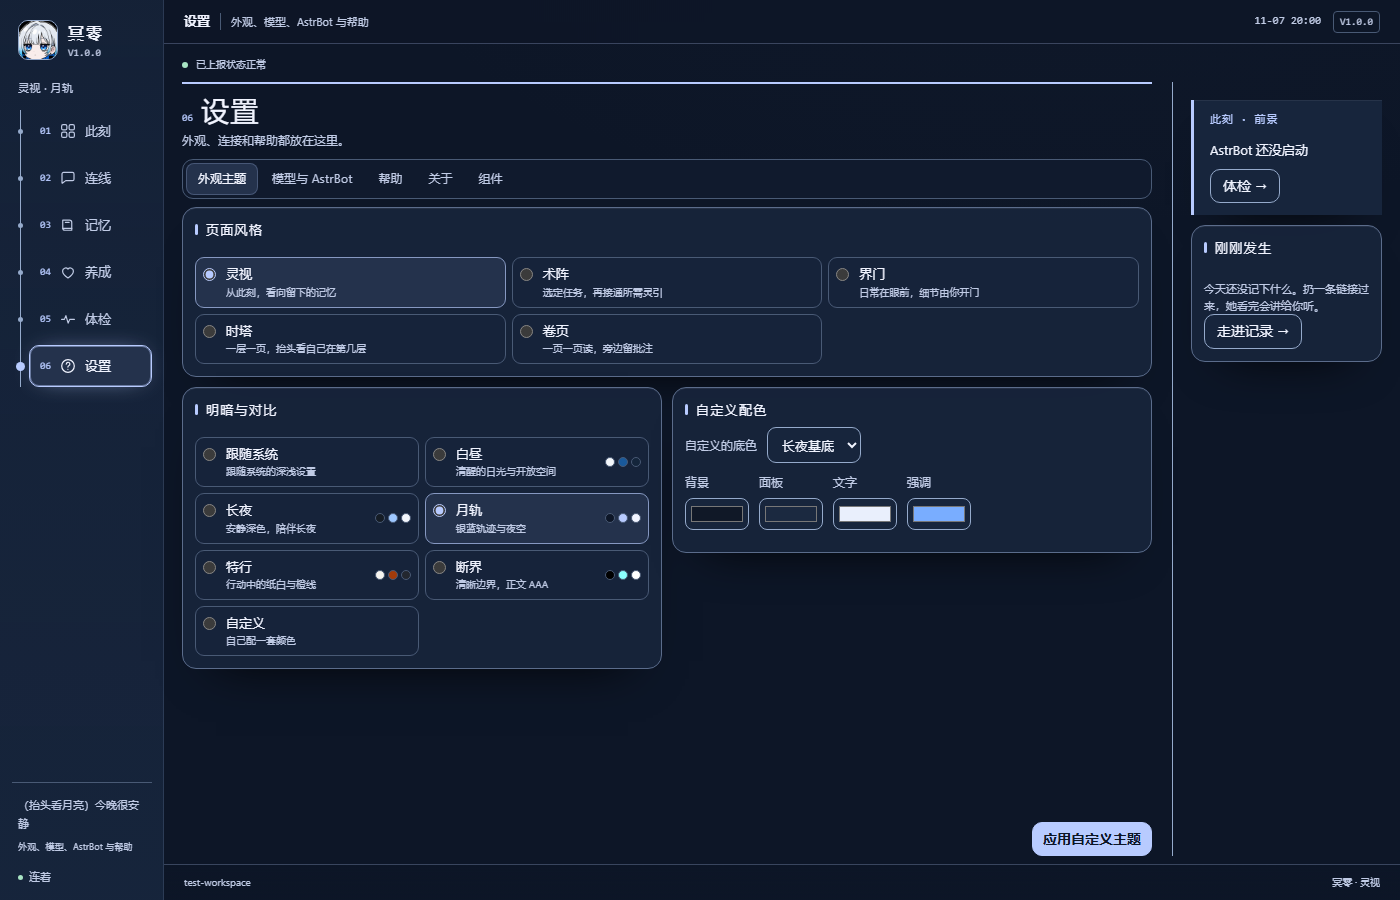 冥零
V1.0.0
灵视 · 月轨
01 此刻
02 连线
03 记忆
04 养成
05 体检
06 设置
（抬头看月亮）今晚很安
静
外观、模型、AstrBot 与帮助
连着
设置 外观、模型、AstrBot 与帮助
11-07 20:00 V1.0.0
已上报状态正常
06 设置
外观、连接和帮助都放在这里。
外观主题 模型与 AstrBot 帮助 关于 组件
页面风格
灵视
从此刻，看向留下的记忆
术阵
选定任务，再接通所需灵引
界门
日常在眼前，细节由你开门
时塔
一层一页，抬头看自己在第几层
卷页
一页一页读，旁边留批注
明暗与对比
跟随系统
跟随系统的深浅设置
白昼
清醒的日光与开放空间
长夜
安静深色，陪伴长夜
月轨
银蓝轨迹与夜空
特行
行动中的纸白与橙线
断界
清晰边界，正文 AAA
自定义
自己配一套颜色
自定义配色
自定义的底色 长夜基底
背景 面板 文字 强调
应用自定义主题
此刻 · 前景
AstrBot 还没启动
体检 →
刚刚发生
今天还没记下什么。扔一条链接过
来，她看完会讲给你听。
走进记录 →
test-workspace
冥零 · 灵视